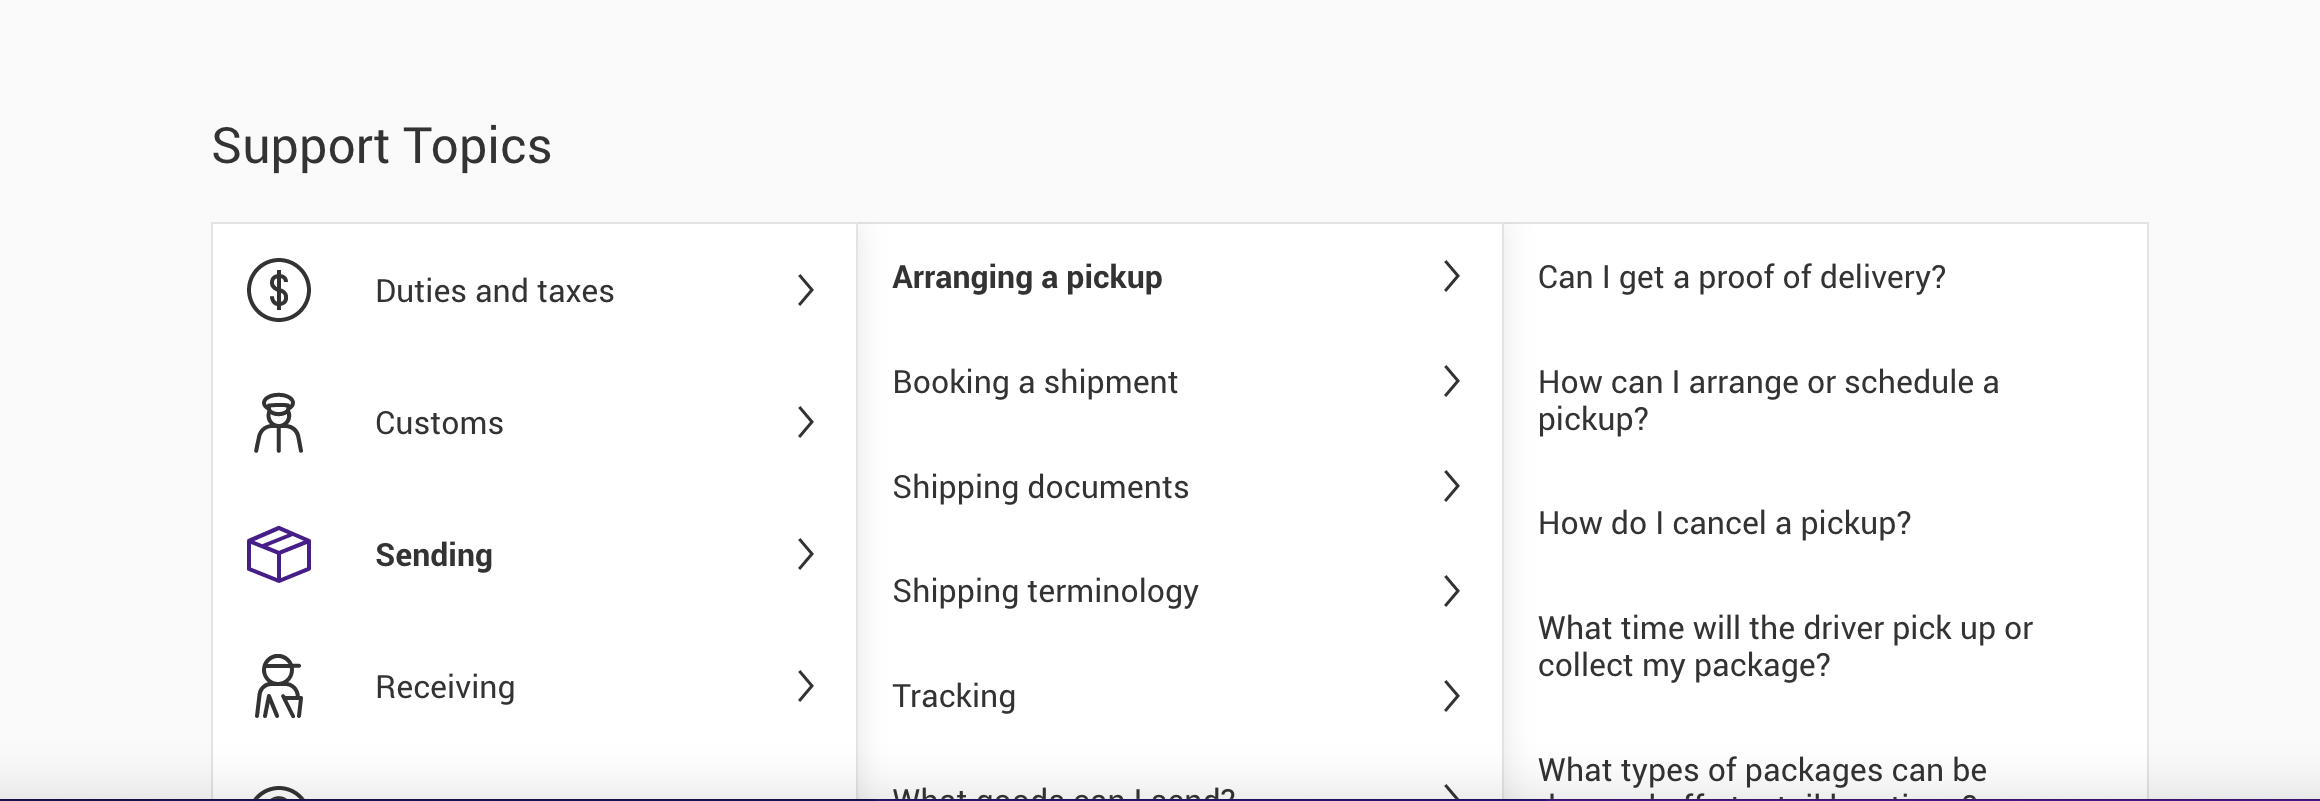 Support Topics
Duties and taxes
Customs
Sending
Receiving
Arranging a pickup
Booking a shipment
Shipping documents
Shipping terminology
Tracking
What goods can I send?
Can I get a proof of delivery?
How can I arrange or schedule a
pickup?
How do I cancel a pickup?
What time will the driver pick up or
collect my package?
What types of packages can be